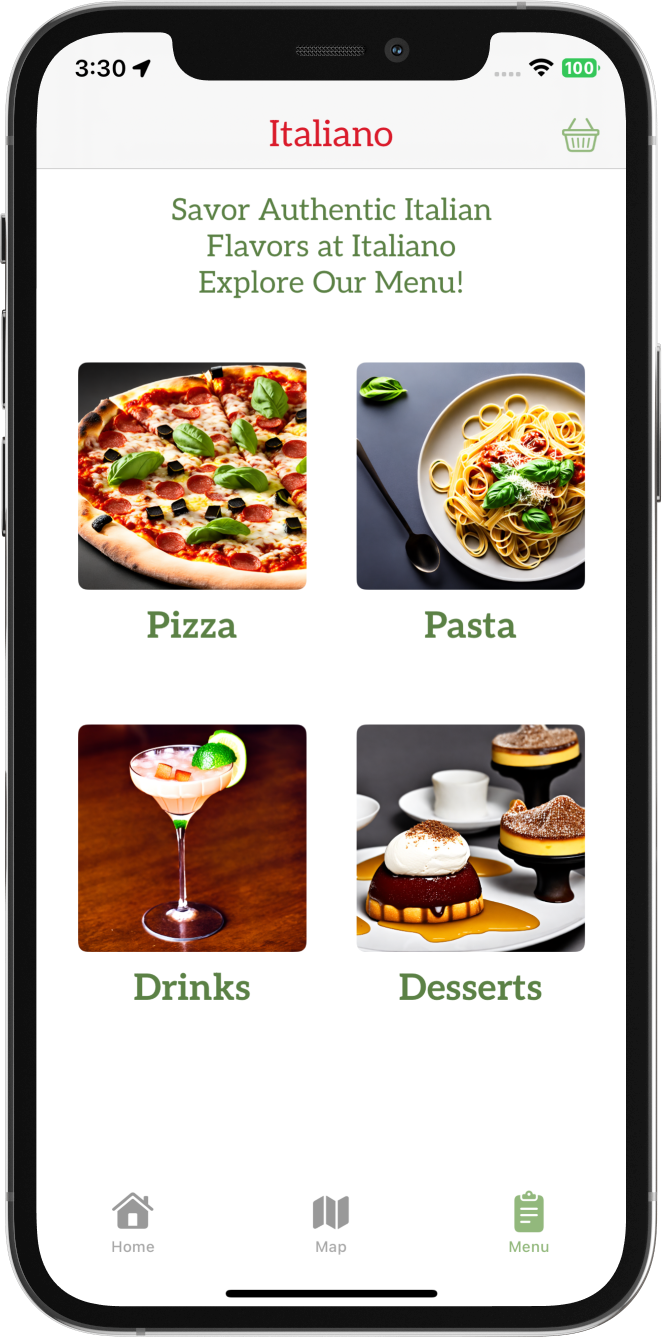 3:30
100
Italiano
Savor Authentic Italian
Flavors at Italiano
Explore Our Menu!
Pizza
Pasta
Drinks
Desserts
Home
Map
Menu